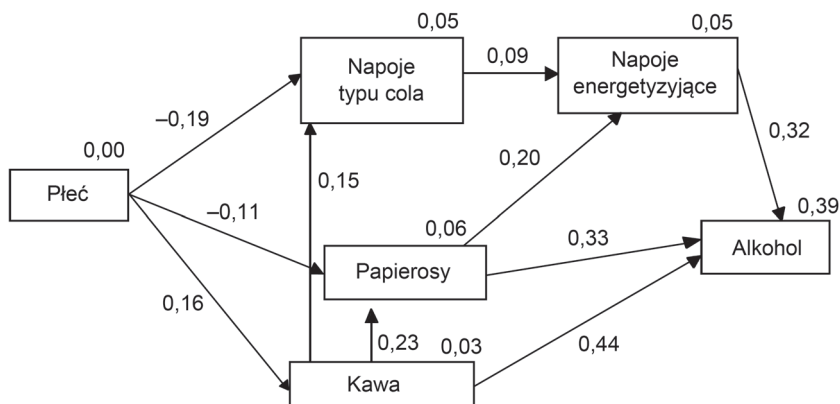 0,05
0,05
Napoje
typu cola
0,09
Napoje
energetyzyjące
–0,19
0,32
0,00
0,15
0,20
Płeć
–0,11
0,06
0,33
0,39
Papierosy
Alkohol
0,16
0,23
0,03
0,44
Kawa